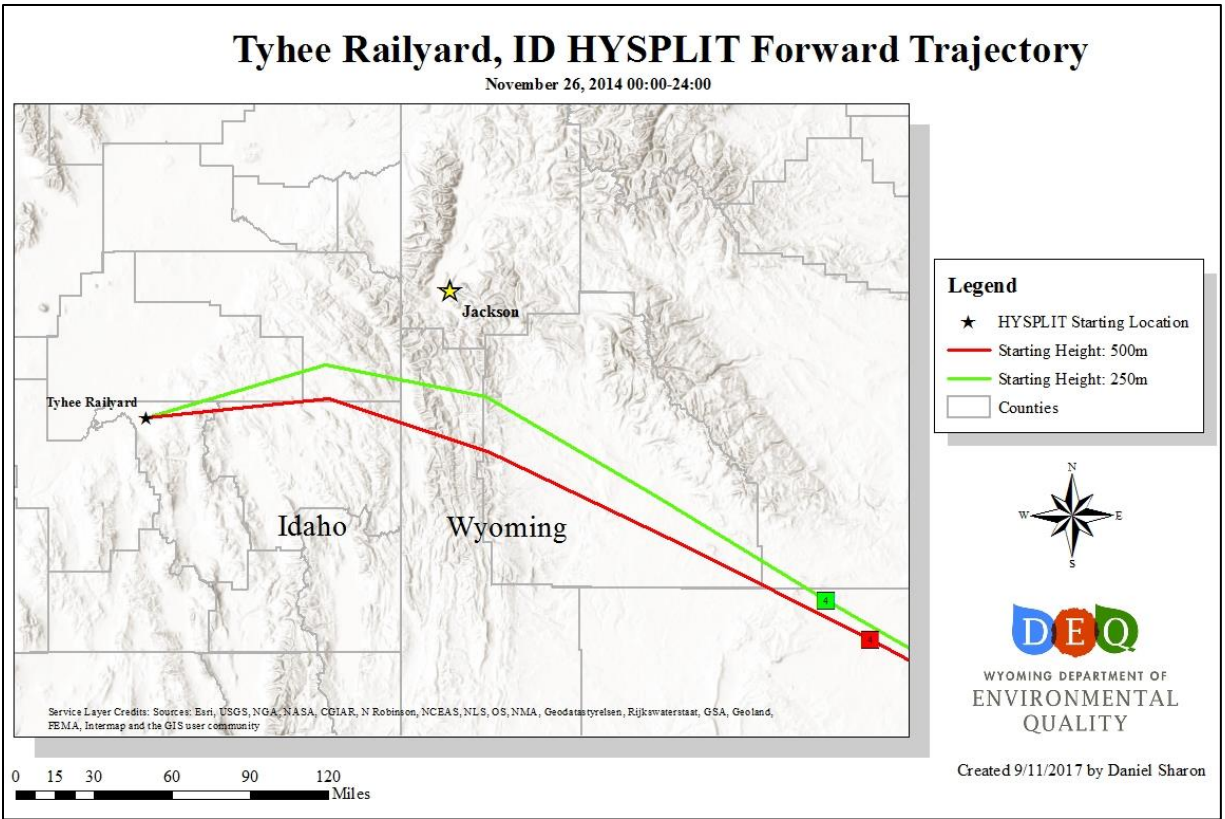 Tyhee Railyard, ID HYSPLIT Forward Trajectory
November 26, 2014 00:00-24:00
Jackson
Tyhee Railyard
Idaho
Wyoming
4
4
Service Layer Credits: Sources: Esri, USGS, NGA, NASA, CGIAR, N Robinson, NCEAS, NLS, OS, NMA, Geodatastyrelsen, Rijkswaterstaat, GSA, Geoland,
FEMA, Intermap and the GIS user community
0 15 30 60 90 120
Miles
Legend
HYSPLIT Starting Location
Starting Height: 500m
Starting Height: 250m
Counties
N
W E
S
DEQ
WYOMING DEPARTMENT OF
ENVIRONMENTAL
QUALITY
Created 9/11/2017 by Daniel Sharon